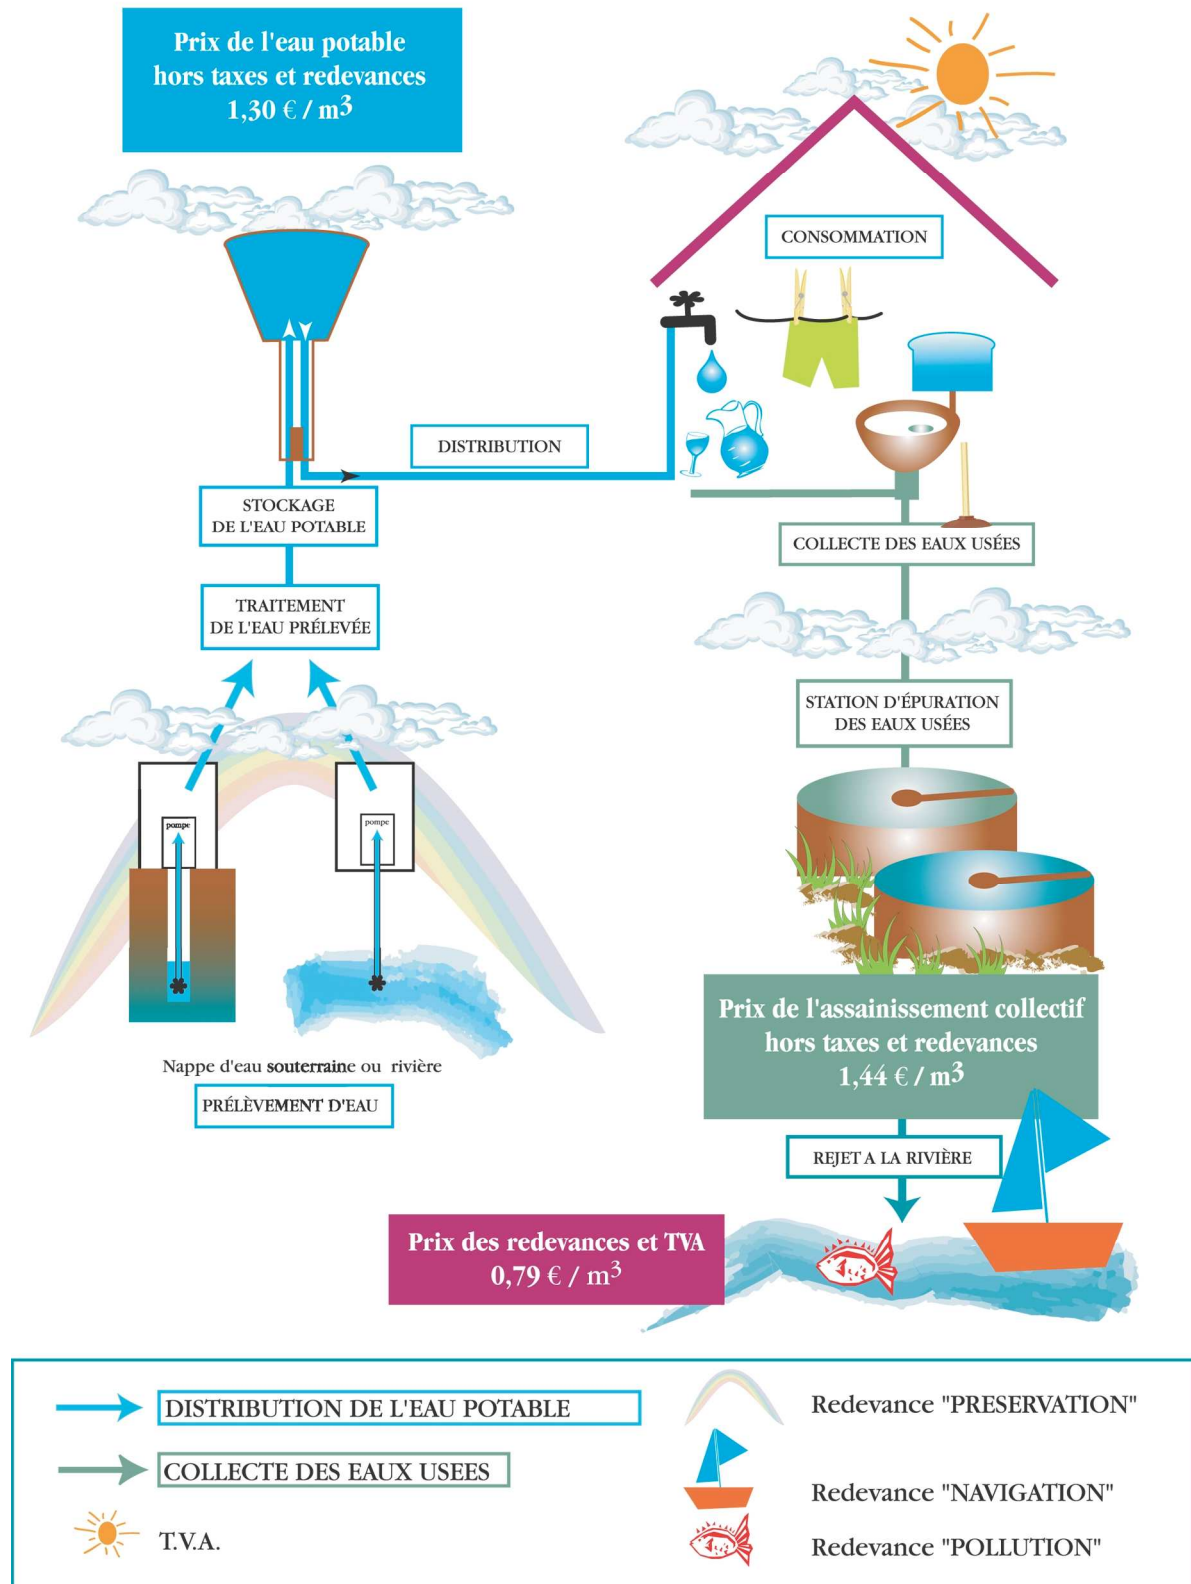 Prix de l'eau potable
hors taxes et redevances
1,30 € / m³
CONSOMMATION
DISTRIBUTION
STOCKAGE
DE L'EAU POTABLE
COLLECTE DES EAUX USÉES
TRAITEMENT
DE L'EAU PRÉLEVÉE
STATION D'ÉPURATION
DES EAUX USÉES
pompe
pompe
Prix de l'assainissement collectif
hors taxes et redevances
1,44 € / m³
Nappe d'eau souterraine ou rivière
PRÉLÈVEMENT D'EAU
REJET A LA RIVIÈRE
Prix des redevances et TVA
0,79 € / m³
DISTRIBUTION DE L'EAU POTABLE
COLLECTE DES EAUX USEES
T.V.A.
Redevance "PRESERVATION"
Redevance "NAVIGATION"
Redevance "POLLUTION"